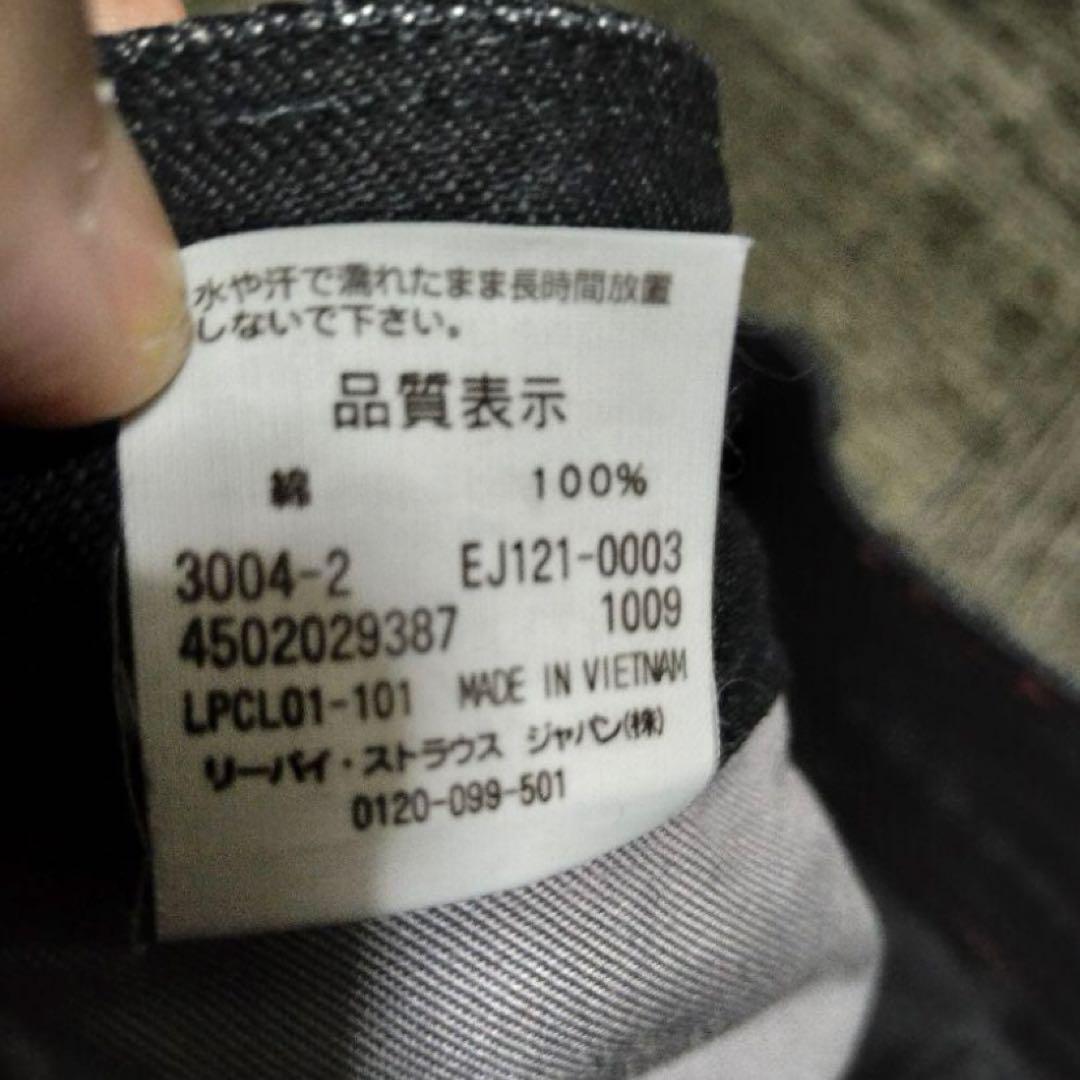 水や汗で濡れたまま長時間放置
しないで下さい。
品質表示
綿 100%
3004-2 EJ121-0003
4502029387 1009
LPCL01-101 MADE IN VIETNAM
リーバイ・ストラウス ジャパン(株)
0120-099-501